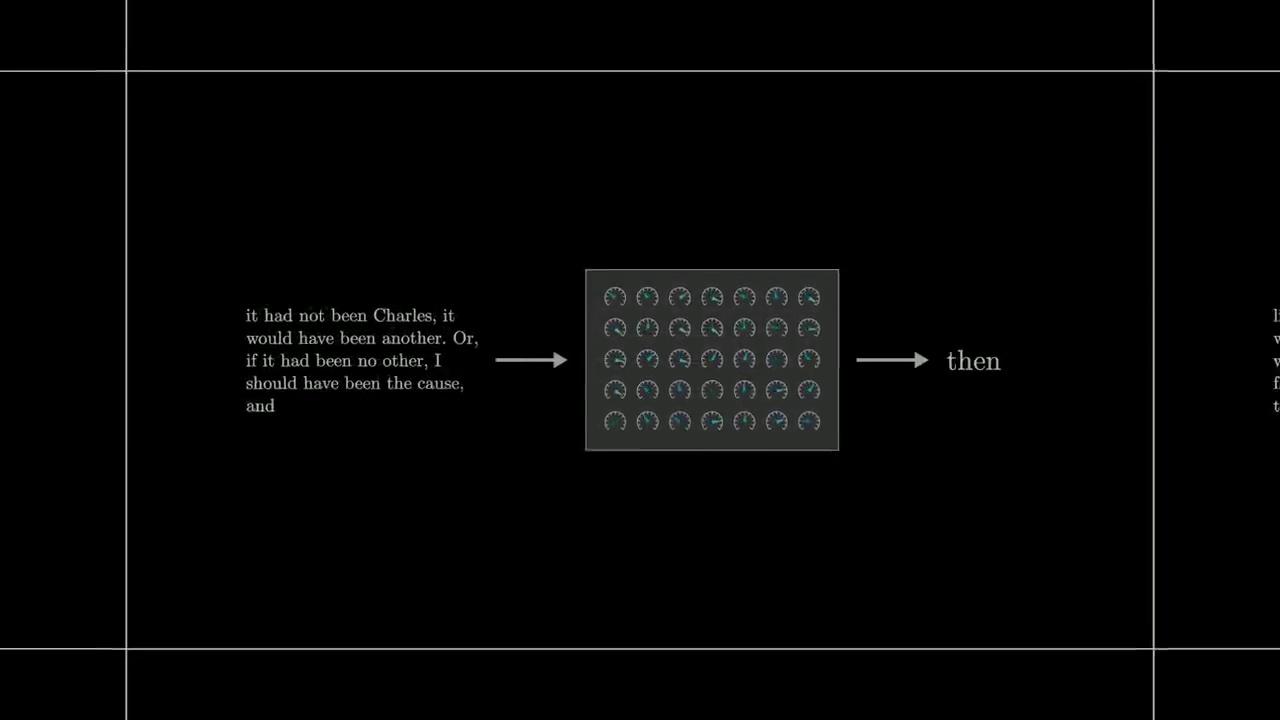 it had not been Charles, it
would have been another. Or,
if it had been no other, I
should have been the cause,
and
then